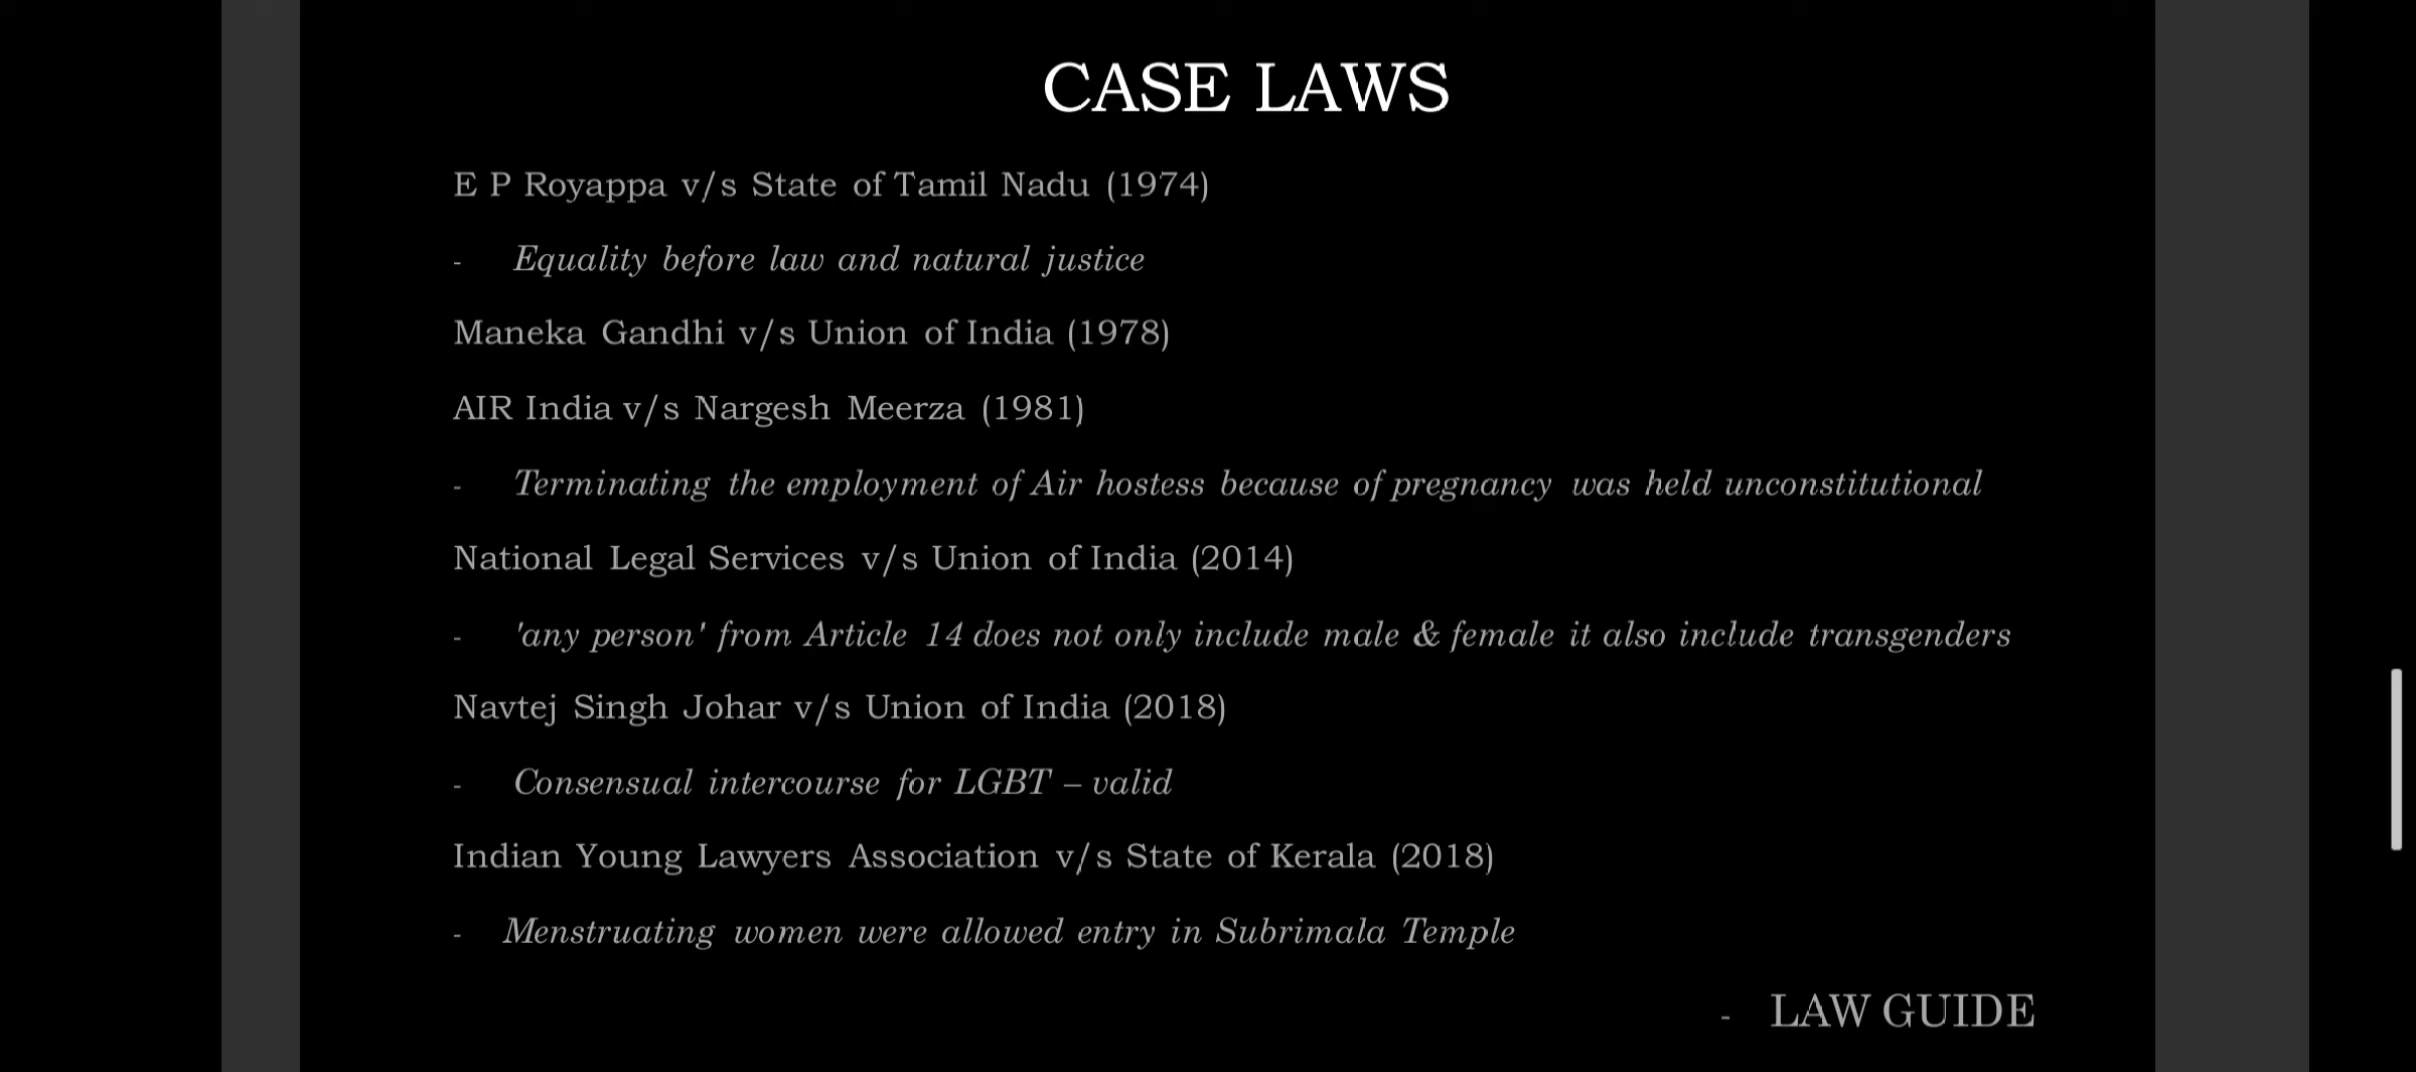 CASE LAWS
E P Royappa v/s State of Tamil Nadu (1974)
- Equality before law and natural justice
Maneka Gandhi v/s Union of India (1978)
AIR India v/s Nargesh Meerza (1981)
- Terminating the employment of Air hostess because of pregnancy was held unconstitutional
National Legal Services v/s Union of India (2014)
- 'any person' from Article 14 does not only include male & female it also include transgenders
Navtej Singh Johar v/s Union of India (2018)
- Consensual intercourse for LGBT – valid
Indian Young Lawyers Association v/s State of Kerala (2018)
- Menstruating women were allowed entry in Subrimala Temple
- LAW GUIDE